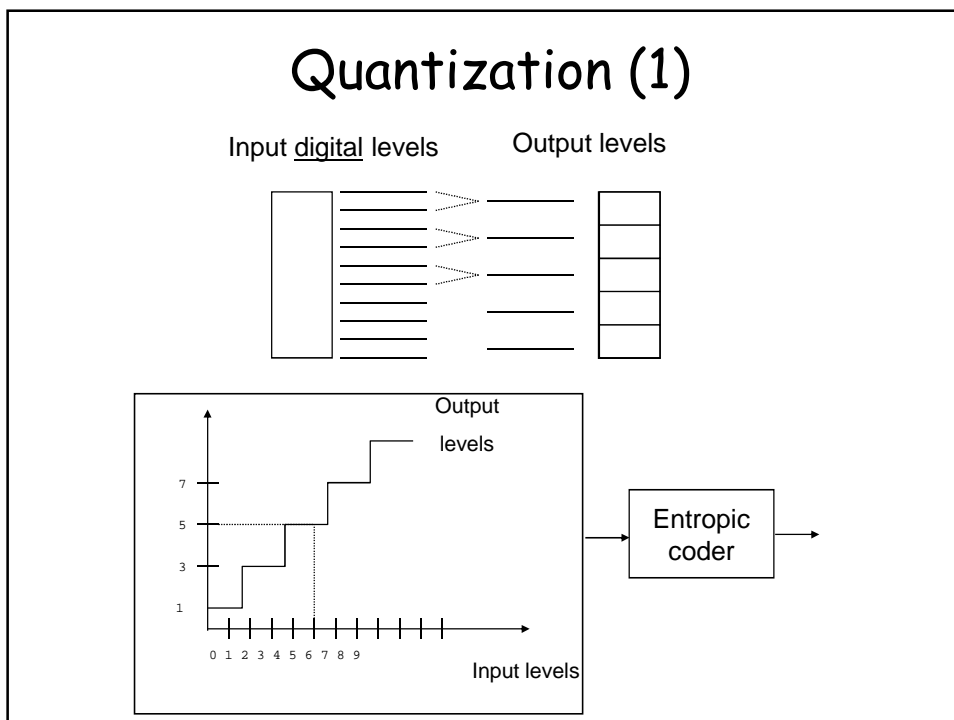 Quantization (1)
Input digital levels
Output levels
Output
levels
7
5
3
1
0 1 2 3 4 5 6 7 8 9
Input levels
Entropic
coder